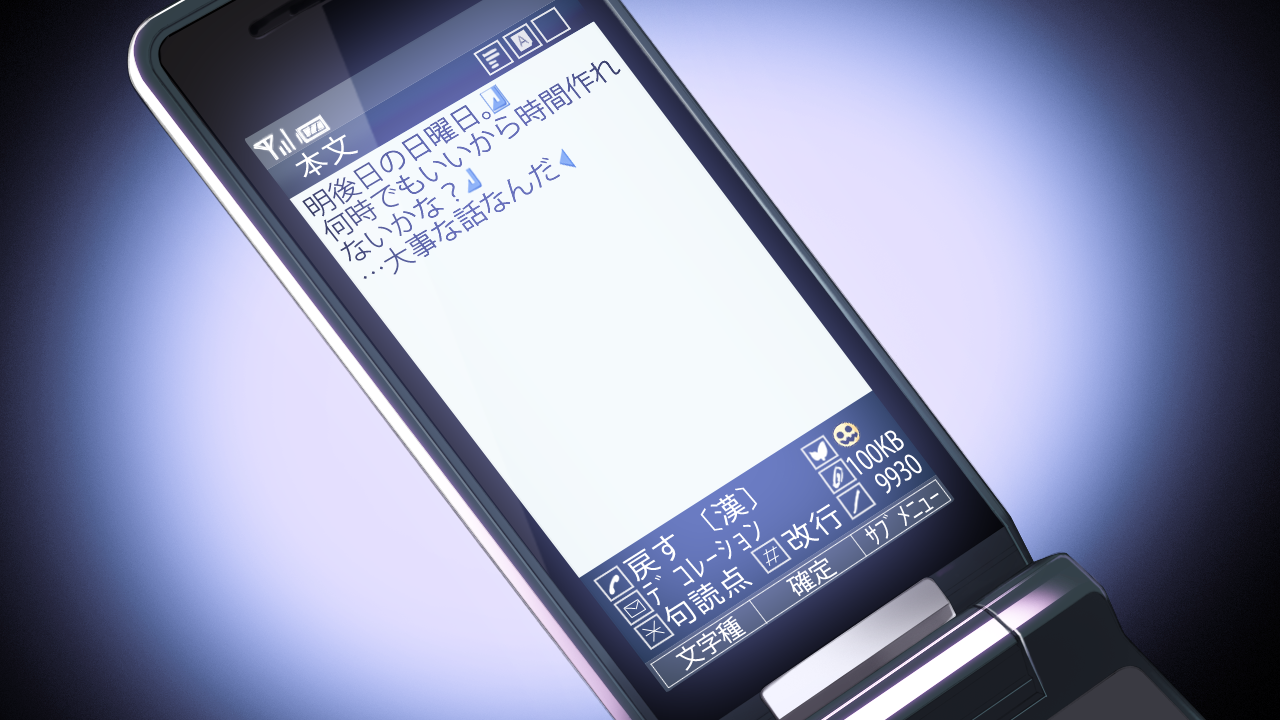 本文
明後日の日曜日。
何時でもいいから時間作れ
ないかな？
…大事な話なんだ
戻す 〔漢〕
デコレーション 100KB
句読点 # 改行 9930
文字種 確定 ｻﾌﾞﾒﾆｭｰ